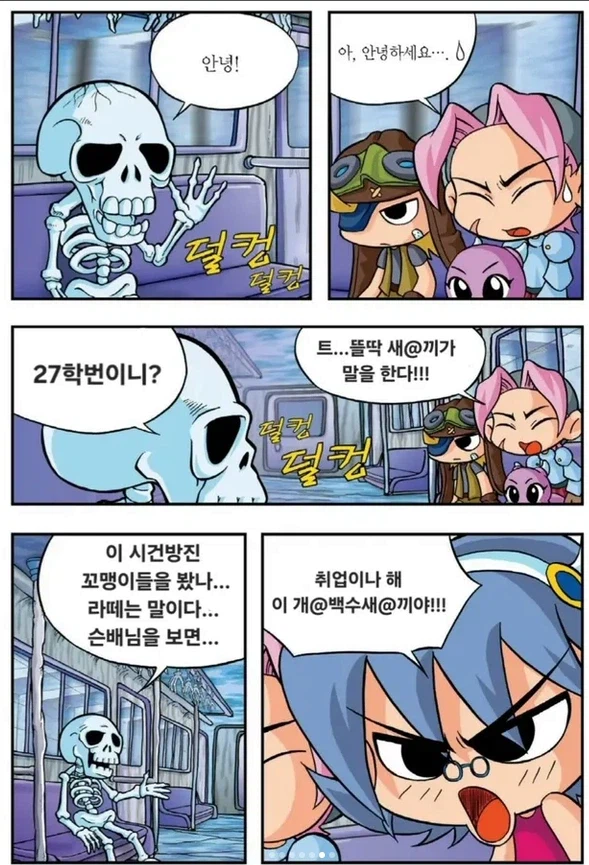 안녕!
덜컹
덜컹
아, 안녕하세요….
27학번이니?
덜컹
덜컹
트...뜰딱 새@끼가
말을 한다!!!
이 시건방진
꼬맹이들을 봤나...
라떼는 말이다...
슨배님을 보면...
취업이나 해
이 개@백수새@끼야!!!